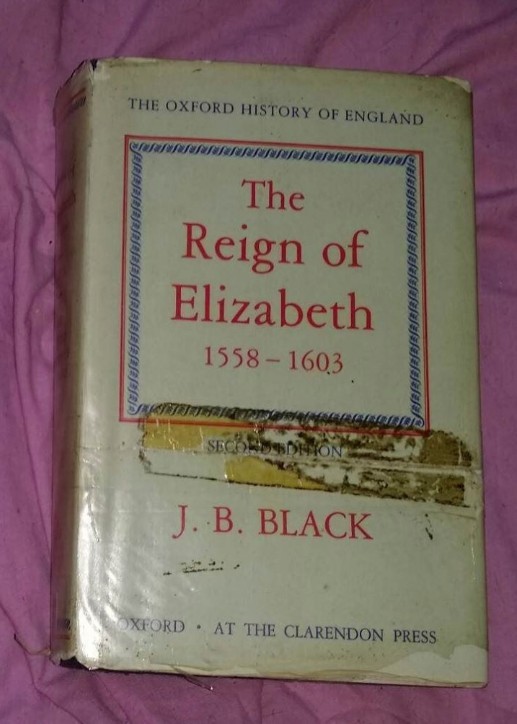 THE OXFORD HISTORY OF ENGLAND
The
Reign of
Elizabeth
1558 – 1603
SECOND EDITION
J. B. BLACK
OXFORD · AT THE CLARENDON PRESS